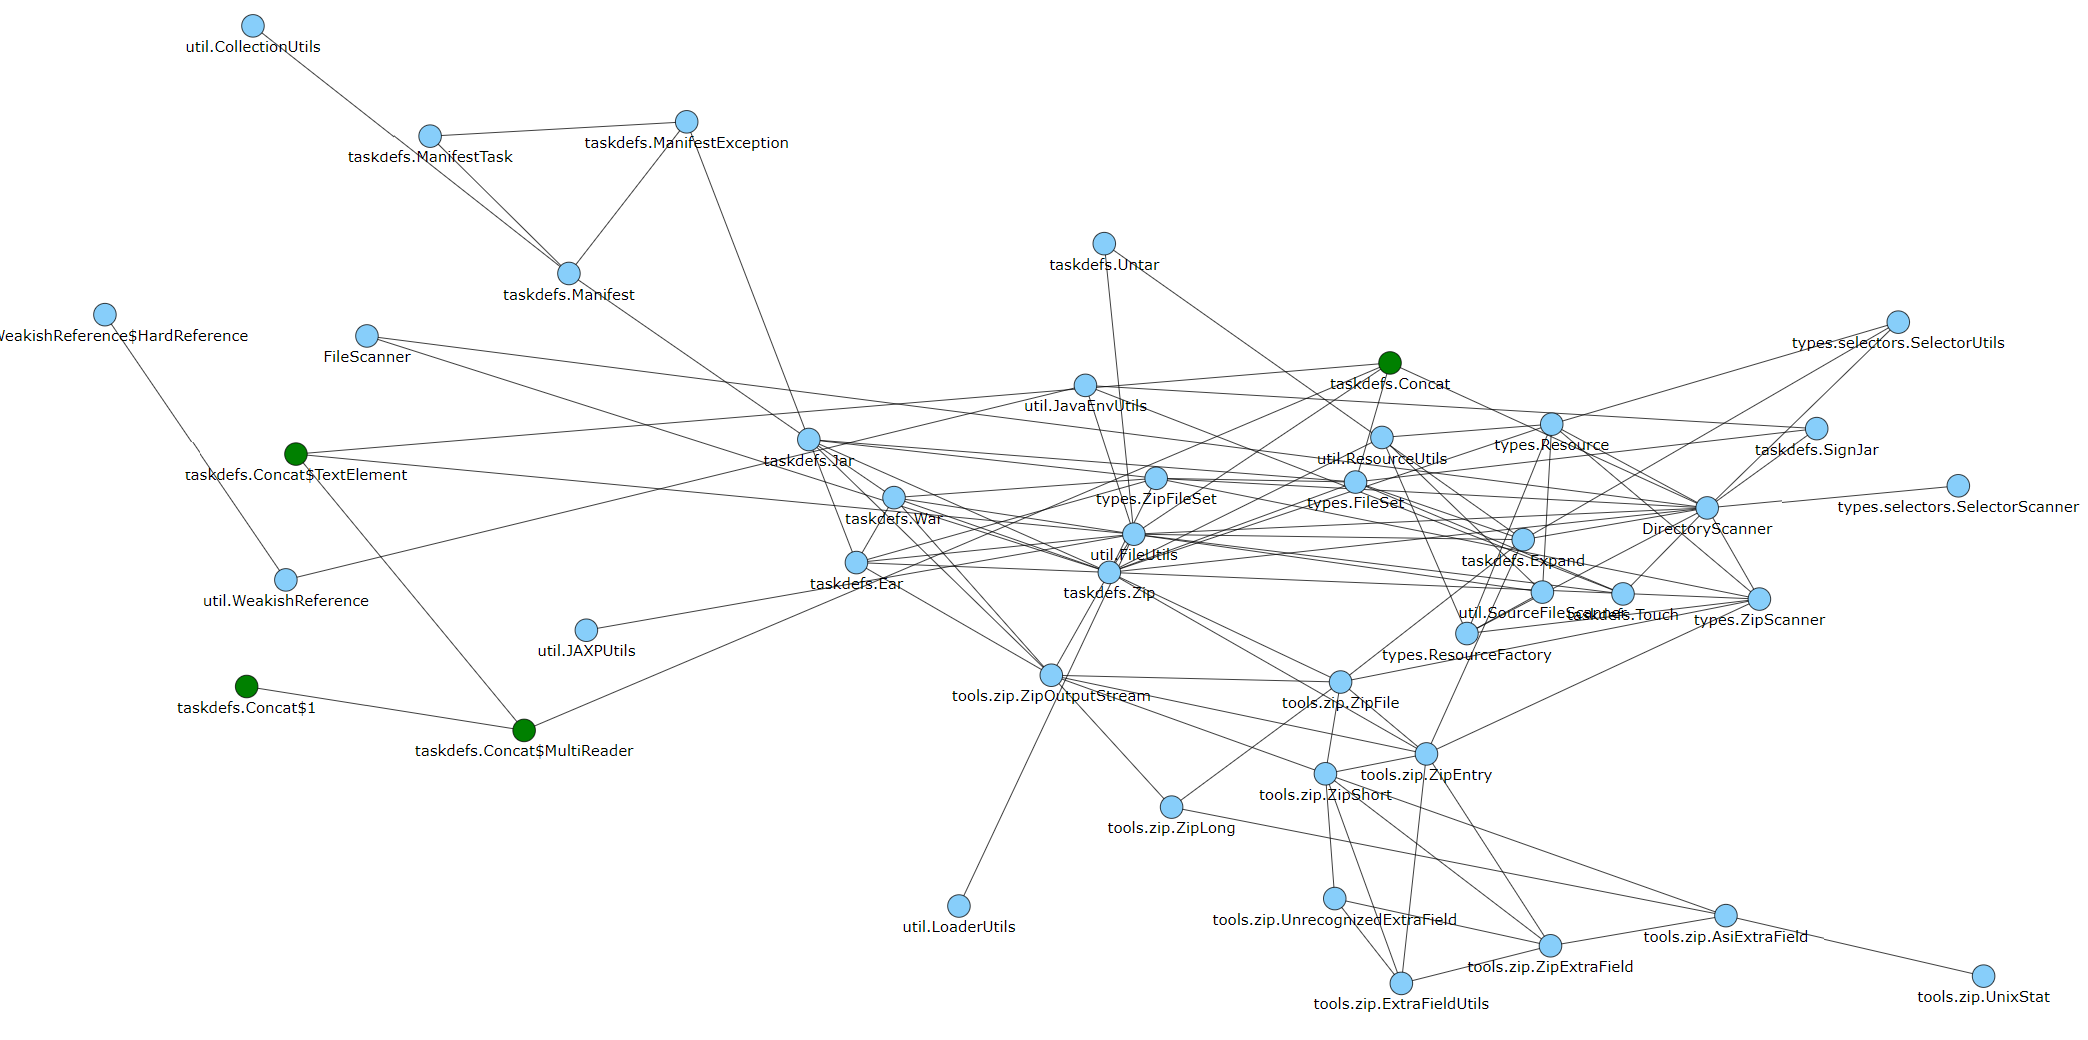 util.CollectionUtils
taskdefs.ManifestException
taskdefs.ManifestTask
taskdefs.Untar
taskdefs.Manifest
WeakishReference$HardReference
types.selectors.SelectorUtils
FileScanner
taskdefs.Concat
util.JavaEnvUtils
types.Resource
taskdefs.SignJar
util.ResourceUtils
taskdefs.Jar
taskdefs.Concat$TextElement
types.ZipFileSet
types.FileSet
types.selectors.SelectorScanner
taskdefs.War
DirectoryScanner
util.FileUtils
taskdefs.Expand
taskdefs.Ear
taskdefs.Zip
util.WeakishReference
util.SourceFileScanner
taskdefs.Touch
types.ZipScanner
util.JAXPUtils
types.ResourceFactory
tools.zip.ZipOutputStream
tools.zip.ZipFile
taskdefs.Concat$1
taskdefs.Concat$MultiReader
tools.zip.ZipEntry
tools.zip.ZipShort
tools.zip.ZipLong
tools.zip.UnrecognizedExtraField
util.LoaderUtils
tools.zip.AsiExtraField
tools.zip.ZipExtraField
tools.zip.UnixStat
tools.zip.ExtraFieldUtils